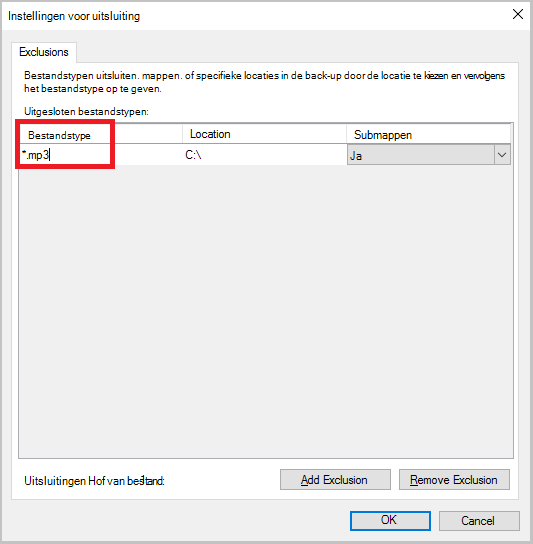 Instellingen voor uitsluiting
Exclusions
Bestandstypen uitsluiten. mappen. of specifieke locaties in de back-up door de locatie te kiezen en vervolgens
het bestandstype op te geven.
Uitgesloten bestandstypen:
Bestandstype Location Submappen
*.mp3 C:\ Ja
Uitsluitingen Hof van bestand:
Add Exclusion Remove Exclusion
OK Cancel